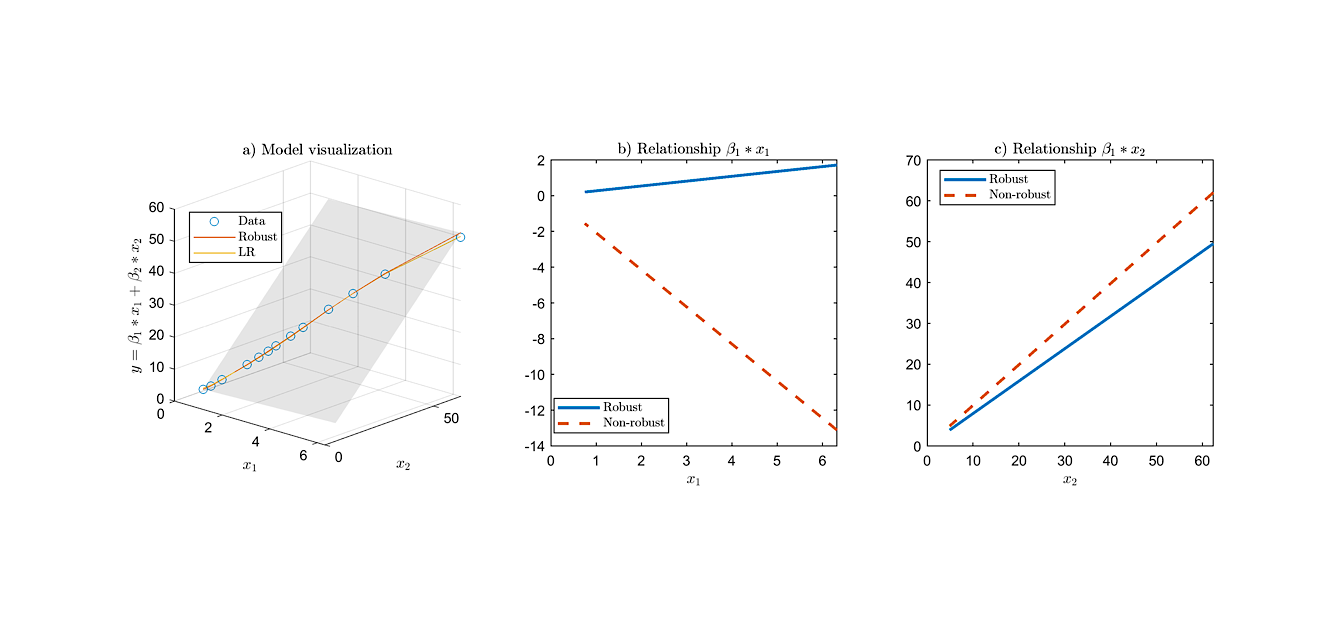 a) Model visualization
60
50
40
30
20
10
0
y = β₁ * x₁ + β₂ * x₂
Data
Robust
LR
0
2
4
6
x₁
0
50
x₂
b) Relationship β₁ * x₁
2
0
-2
-4
-6
-8
-10
-12
-14
Robust
Non-robust
0 1 2 3 4 5 6
x₁
c) Relationship β₁ * x₂
70
60
50
40
30
20
10
0
Robust
Non-robust
0 10 20 30 40 50 60
x₂